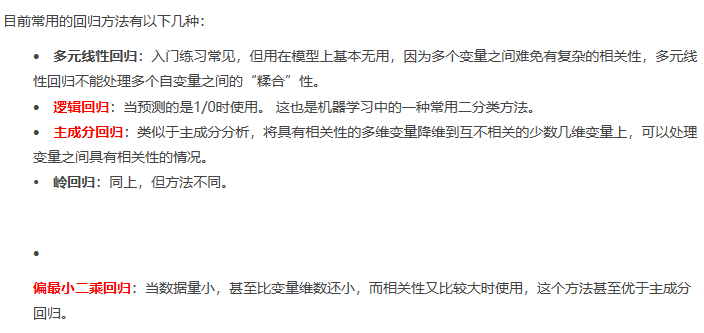 目前常用的回归方法有以下几种：
• 多元线性回归：入门练习常见，但用在模型上基本无用，因为多个变量之间难免有复杂的相关性，多元线
性回归不能处理多个自变量之间的“糅合”性。
• 逻辑回归：当预测的是1/0时使用。 这也是机器学习中的一种常用二分类方法。
• 主成分回归：类似于主成分分析，将具有相关性的多维变量降维到互不相关的少数几维变量上，可以处理
变量之间具有相关性的情况。
• 岭回归：同上，但方法不同。
•
偏最小二乘回归：当数据量小，甚至比变量维数还小，而相关性又比较大时使用，这个方法甚至优于主成分
回归。